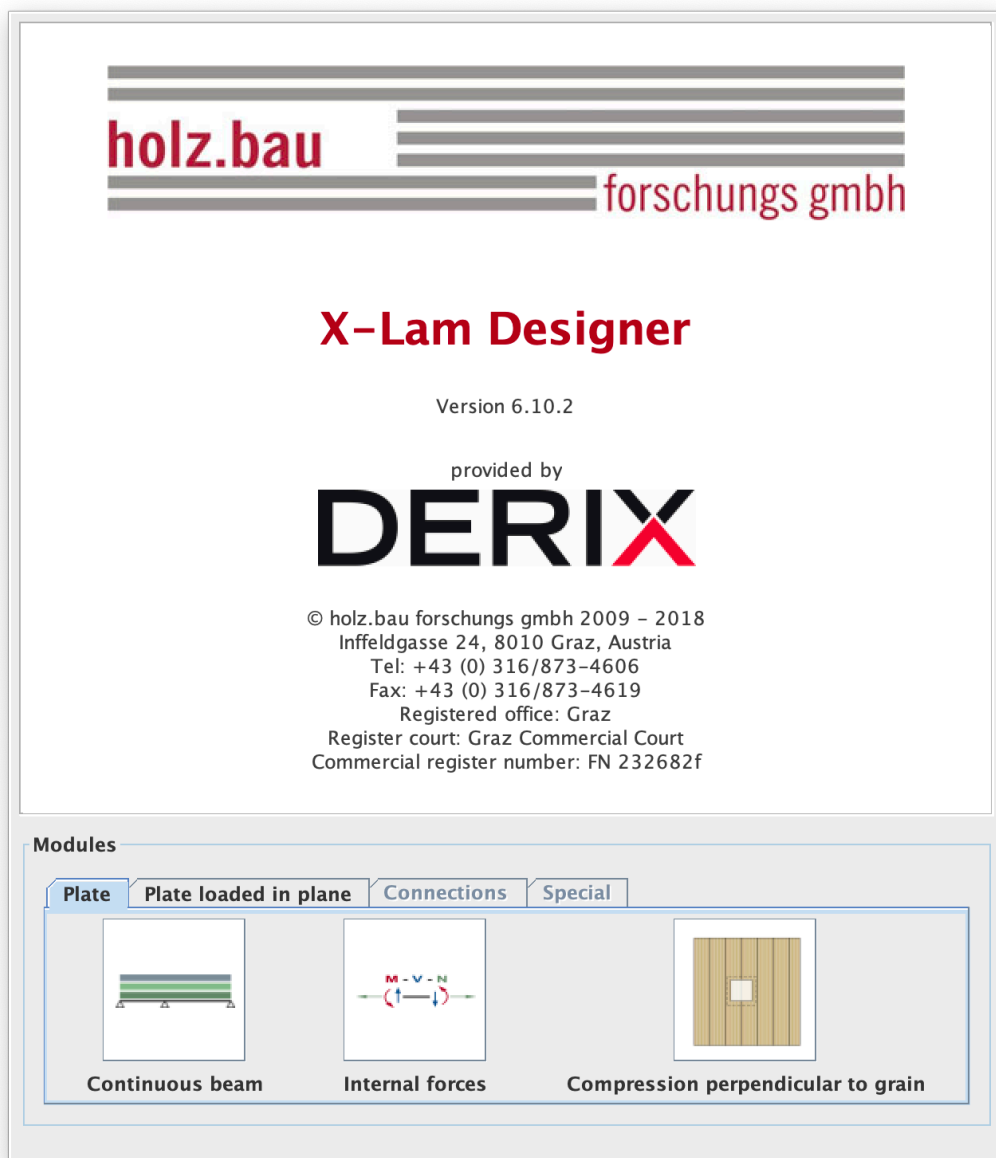 holz.bau
forschungs gmbh
X-Lam Designer
Version 6.10.2
provided by
DERIX
© holz.bau forschungs gmbh 2009 - 2018
Inffeldgasse 24, 8010 Graz, Austria
Tel: +43 (0) 316/873-4606
Fax: +43 (0) 316/873-4619
Registered office: Graz
Register court: Graz Commercial Court
Commercial register number: FN 232682f
Modules
Plate Plate loaded in plane Connections Special
M - V - N
Continuous beam Internal forces Compression perpendicular to grain